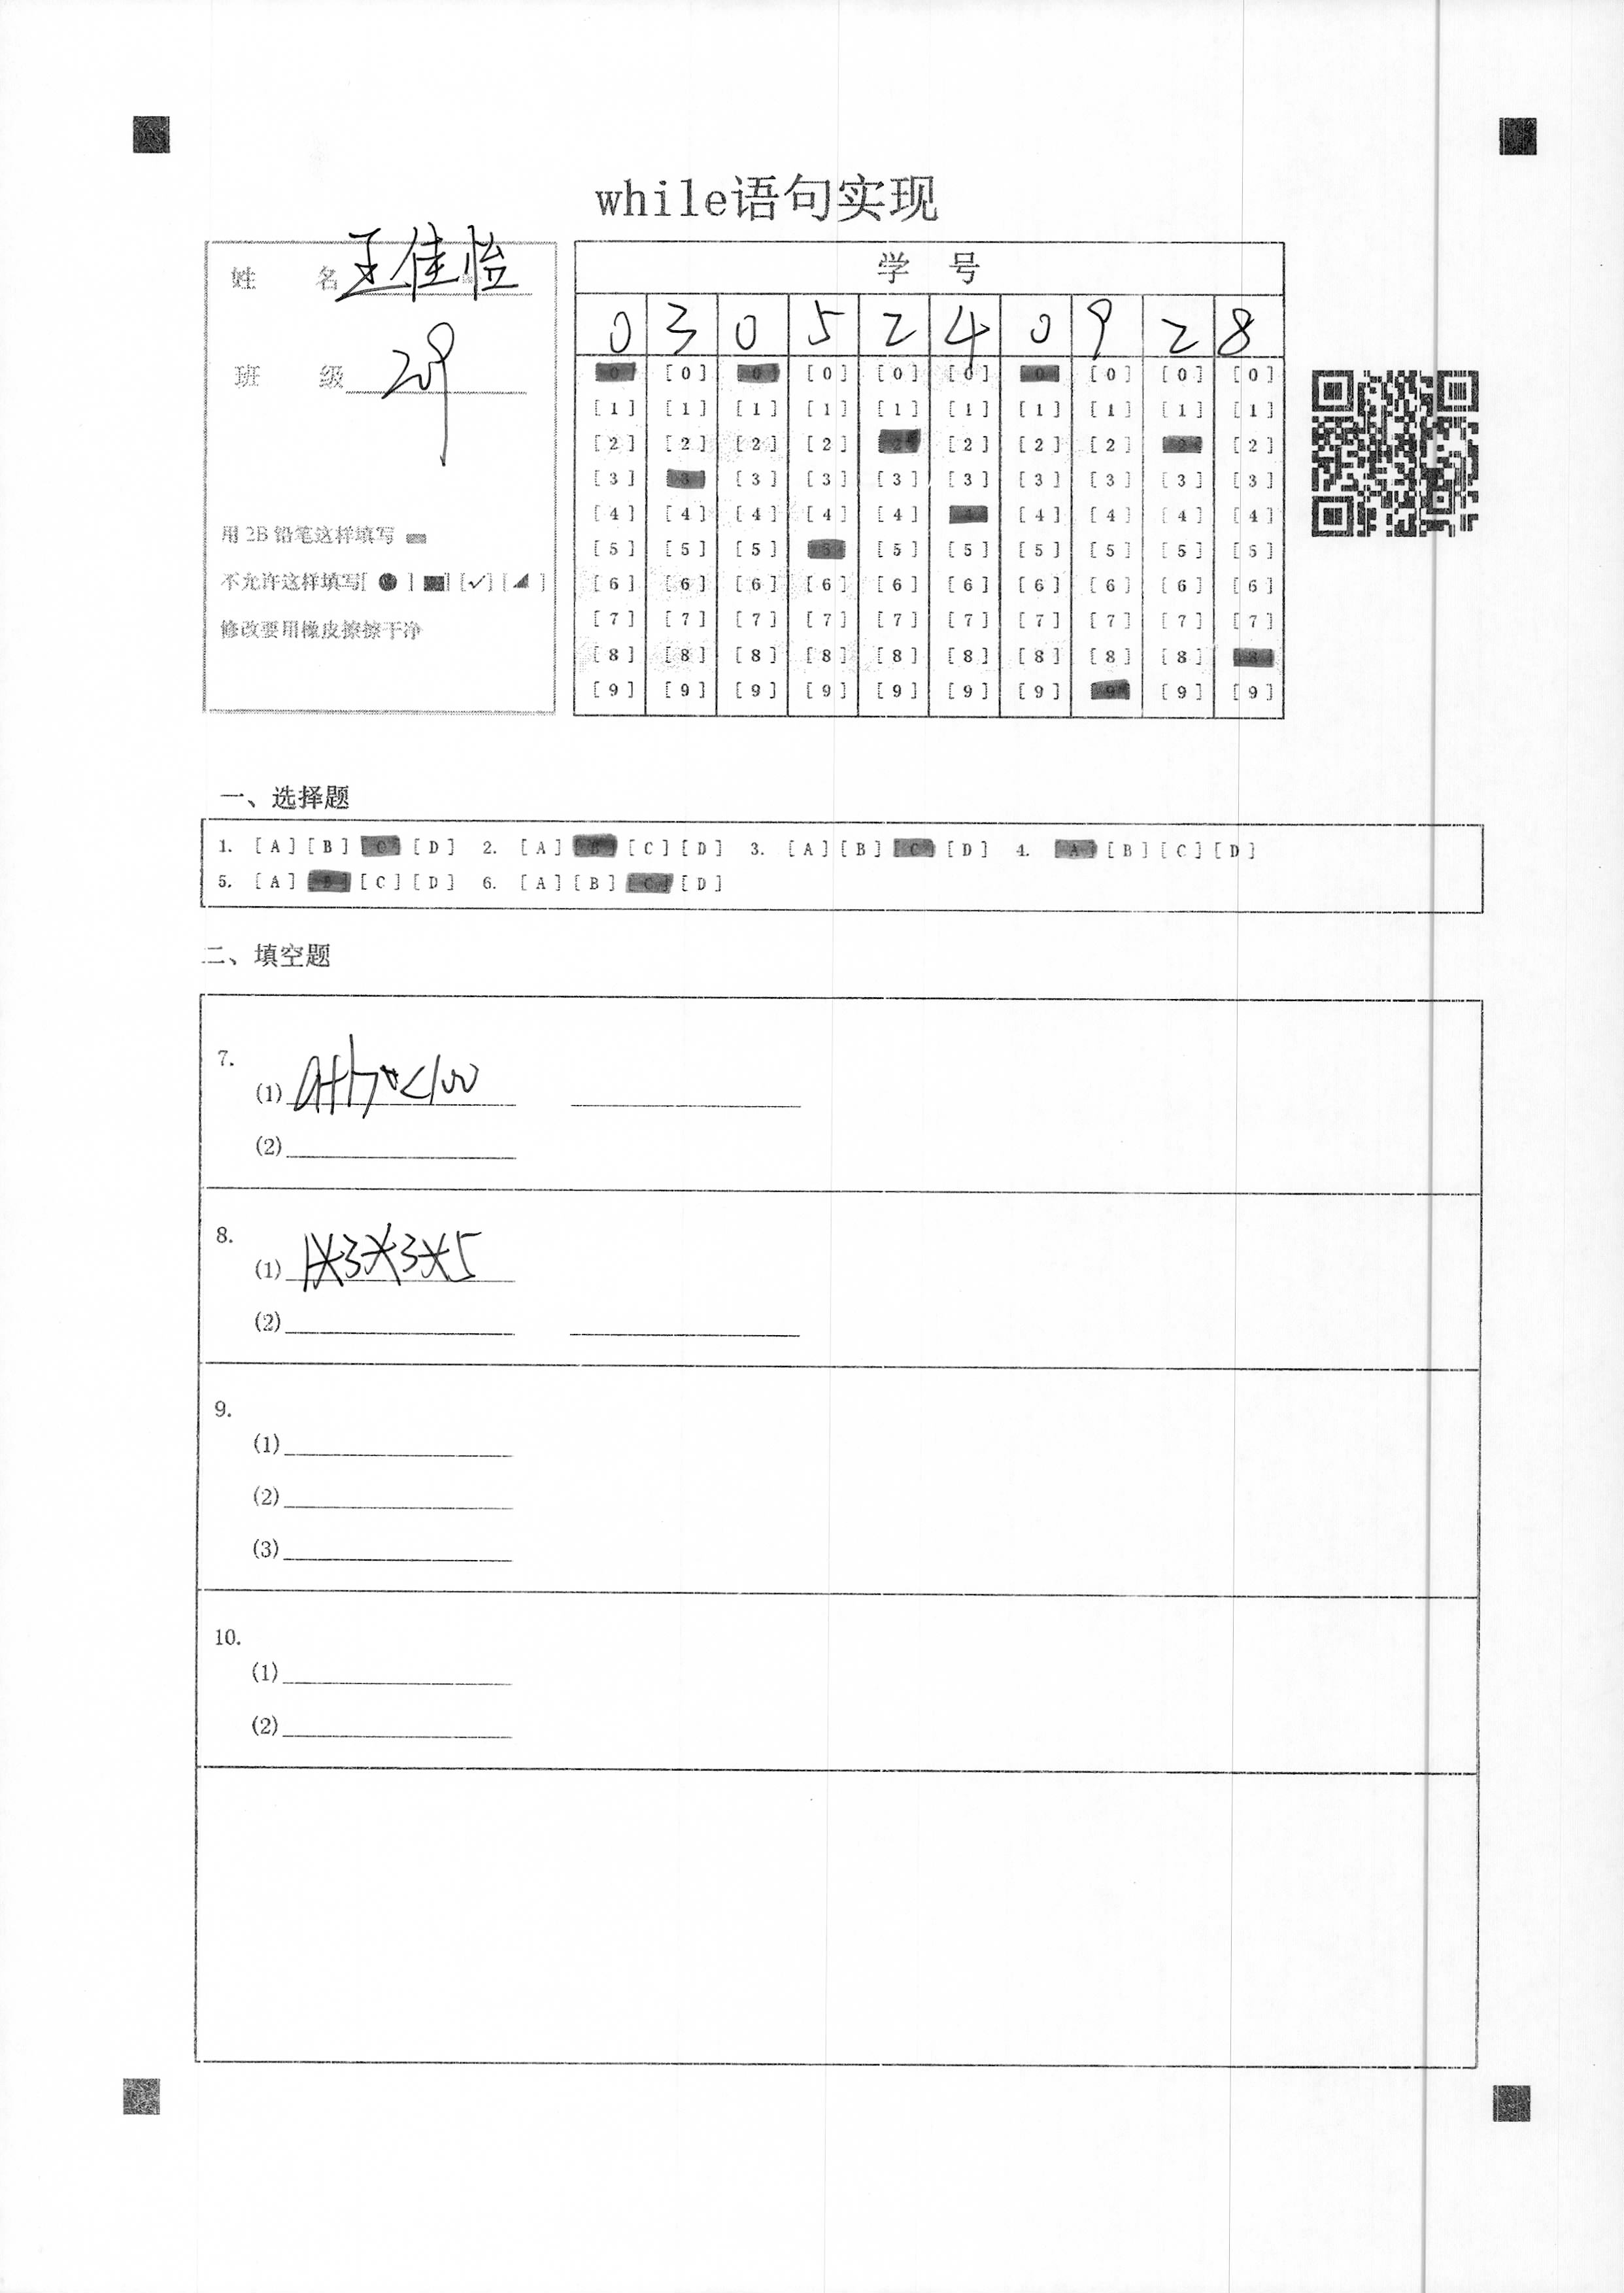 while语句实现
姓 名 王佳怡
班 级 209
用 2B 铅笔这样填写
不允许这样填写[ ● ] [■] [✓] [◢ ]
修改要用橡皮擦擦干净
学 号
0 3 0 5 2 4 0 9 2 8
[0] [0] [0] [0] [0] [0] [0] [0] [0] [0]
[1] [1] [1] [1] [1] [1] [1] [1] [1] [1]
[2] [2] [2] [2] [2] [2] [2] [2] [2] [2]
[3] [3] [3] [3] [3] [3] [3] [3] [3] [3]
[4] [4] [4] [4] [4] [4] [4] [4] [4] [4]
[5] [5] [5] [5] [5] [5] [5] [5] [5] [5]
[6] [6] [6] [6] [6] [6] [6] [6] [6] [6]
[7] [7] [7] [7] [7] [7] [7] [7] [7] [7]
[8] [8] [8] [8] [8] [8] [8] [8] [8] [8]
[9] [9] [9] [9] [9] [9] [9] [9] [9] [9]
一、选择题
1. [A] [B] [C] [D] 2. [A] [B] [C] [D] 3. [A] [B] [C] [D] 4. [A] [B] [C] [D]
5. [A] [B] [C] [D] 6. [A] [B] [C] [D]
二、填空题
7.
(1)
(2)
8.
(1) 1*3*3*5
(2)
9.
(1)
(2)
(3)
10.
(1)
(2)